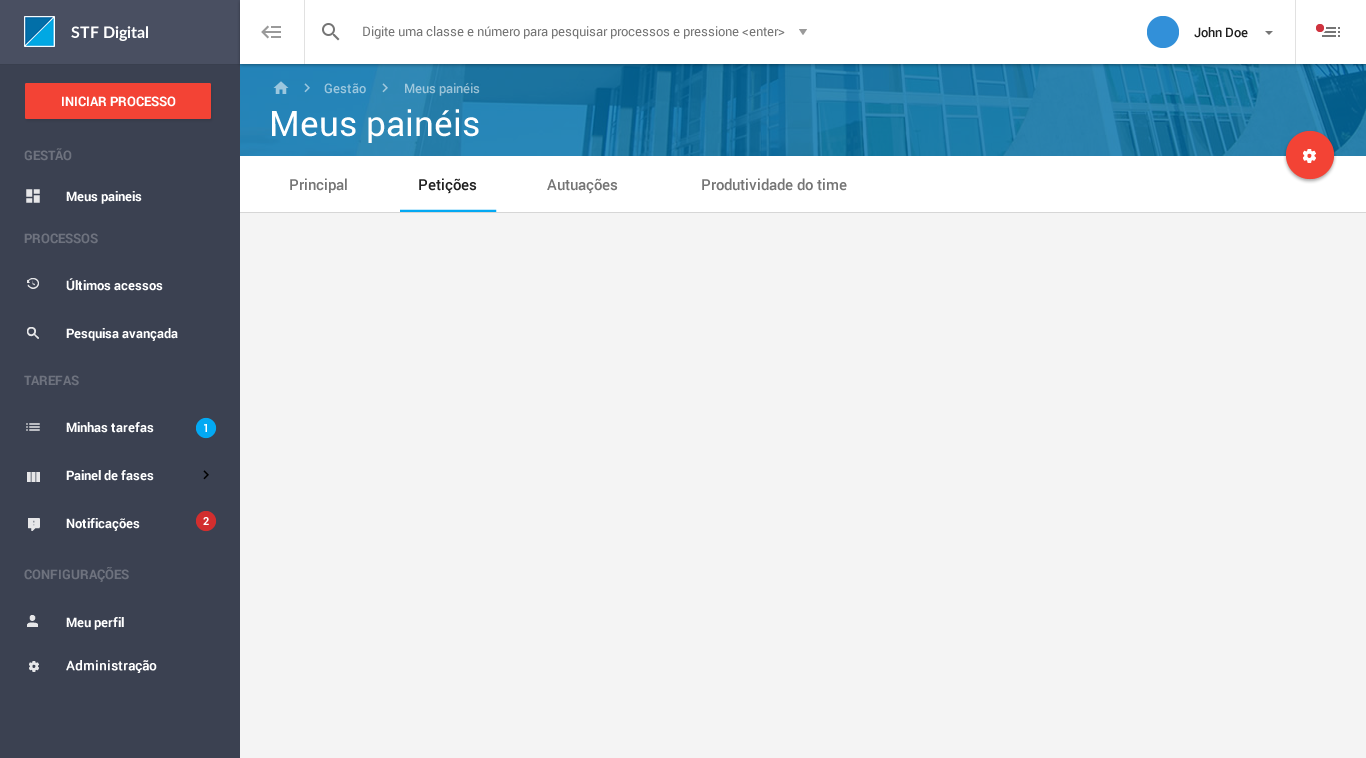 STF Digital
Digite uma classe e número para pesquisar processos e pressione <enter>
John Doe
INICIAR PROCESSO
Gestão
Meus painéis
Meus painéis
Principal
Petições
Autuações
Produtividade do time
GESTÃO
Meus paineis
PROCESSOS
Últimos acessos
Pesquisa avançada
TAREFAS
Minhas tarefas
1
Painel de fases
Notificações
2
CONFIGURAÇÕES
Meu perfil
Administração